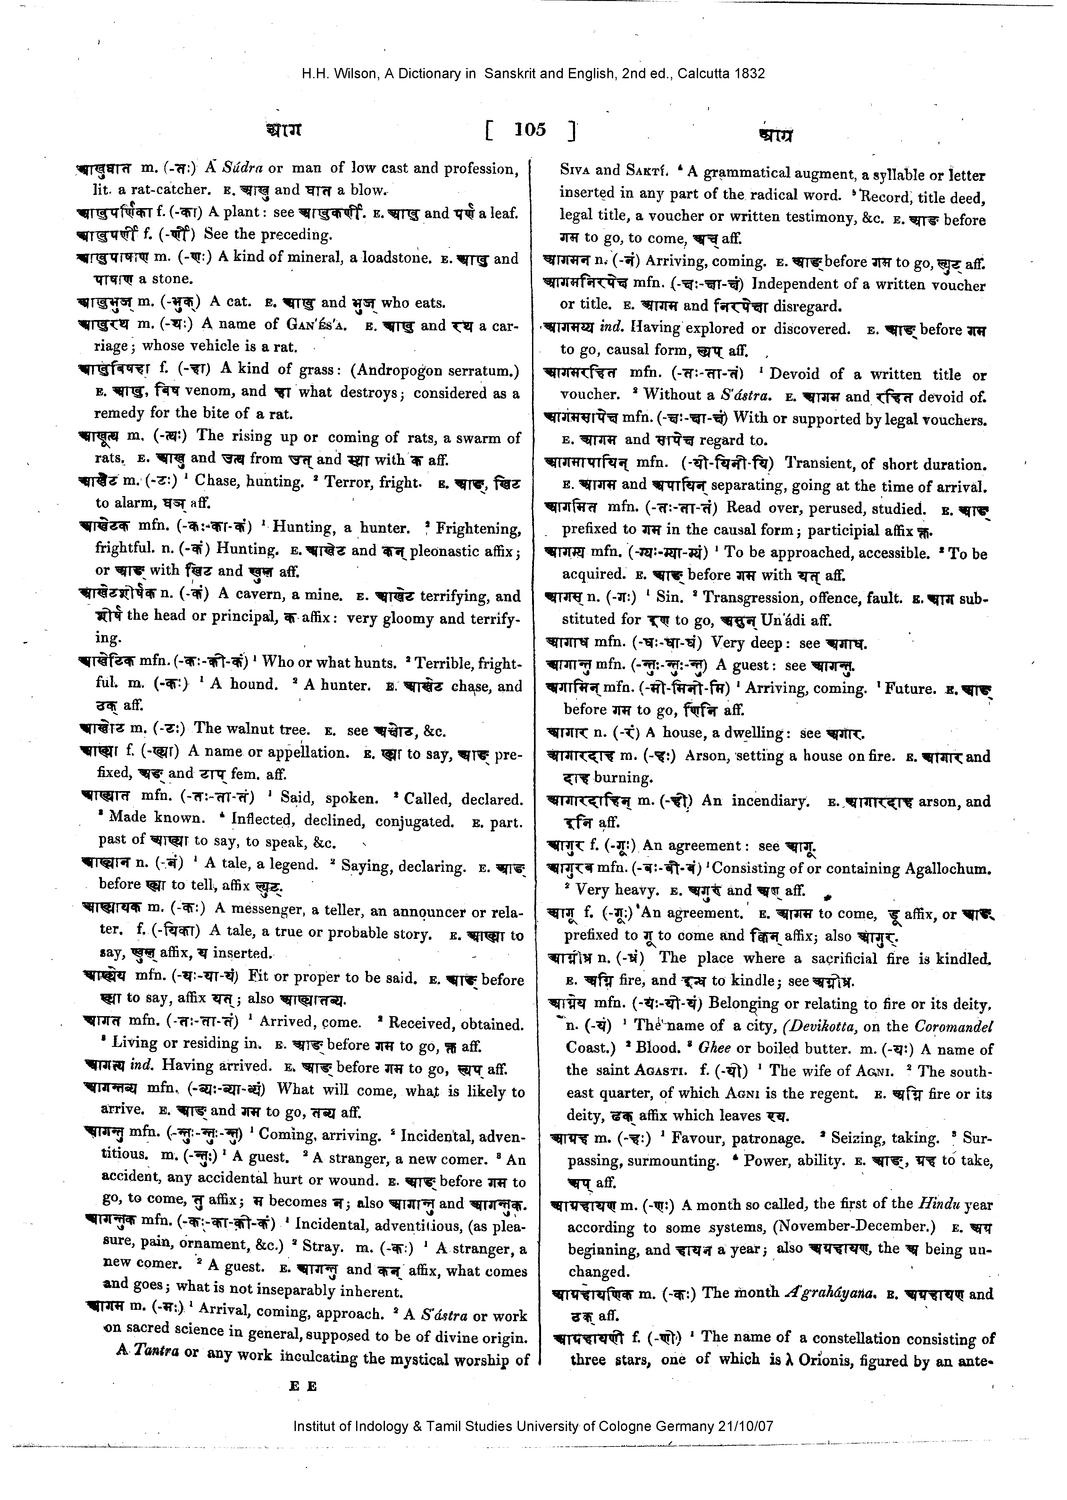 H.H. Wilson, A Dictionary in Sanskrit and English, 2nd ed., Calcutta 1832
आग [ 105 ] आग्र
आखुघात m. (-तः) A Súdra or man of low cast and profession,
lit. a rat-catcher. E. आखु and घात a blow.
आखुपर्णिका f. (-का) A plant: see आखुकर्णी. E. आखु and पर्ण a leaf.
आखुपर्णी f. (-र्णी) See the preceding.
आखुपाषाण m. (-णः) A kind of mineral, a loadstone. E. आखु and
पाषाण a stone.
आखुभुज् m. (-भुक्) A cat. E. आखु and भुज् who eats.
आखुरथ m. (-थः) A name of GAN'ÉS'A. E. आखु and रथ a car-
riage; whose vehicle is a rat.
आखुविषहा f. (-हा) A kind of grass: (Andropogon serratum.)
E. आखु, विष venom, and हा what destroys; considered as a
remedy for the bite of a rat.
आखूत्थ m. (-त्थः) The rising up or coming of rats, a swarm of
rats. E. आखु and उत्थ from उत् and स्था with क aff.
आखेट m. (-टः) ¹ Chase, hunting. ² Terror, fright. E. आङ्, खिट
to alarm, घञ् aff.
आखेटक mfn. (-कः-का-कं) ¹ Hunting, a hunter. ² Frightening,
frightful. n. (-कं) Hunting. E. आखेट and कन् pleonastic affix;
or आङ् with खिट and वुल् aff.
आखेटशीर्षक n. (-कं) A cavern, a mine. E. आखेट terrifying, and
शीर्ष the head or principal, क affix: very gloomy and terrify-
ing.
आखेटिक mfn. (-कः-की-कं) ¹ Who or what hunts. ² Terrible, fright-
ful. m. (-कः) ¹ A hound. ² A hunter. E. आखेट chase, and
ठक् aff.
आखोट m. (-टः) The walnut tree. E. see अक्षोट, &c.
आख्या f. (-ख्या) A name or appellation. E. ख्या to say, आङ् pre-
fixed, अङ् and टाप् fem. aff.
आख्यात mfn. (-तः-ता-तं) ¹ Said, spoken. ² Called, declared.
³ Made known. ⁴ Inflected, declined, conjugated. E. part.
past of आख्या to say, to speak, &c.
आख्यान n. (-नं) ¹ A tale, a legend. ² Saying, declaring. E. आङ्
before ख्या to tell, affix ल्युट्.
आख्यायक m. (-कः) A messenger, a teller, an announcer or rela-
ter. f. (-यिका) A tale, a true or probable story. E. आख्या to
say, वुल् affix, य inserted.
आख्येय mfn. (-यः-या-यं) Fit or proper to be said. E. आङ् before
ख्या to say, affix यत्; also आख्यातव्य.
आगत mfn. (-तः-ता-तं) ¹ Arrived, come. ² Received, obtained.
³ Living or residing in. E. आङ् before गम to go, क्त aff.
आगत्य ind. Having arrived. E. आङ् before गम to go, ल्यप् aff.
आगन्तव्य mfn. (-व्यः-व्या-व्यं) What will come, what is likely to
arrive. E. आङ् and गम to go, तव्य aff.
आगन्तु mfn. (-न्तुः-न्तुः-न्तु) ¹ Coming, arriving. ² Incidental, adven-
titious. m. (-न्तुः) ¹ A guest. ² A stranger, a new comer. ³ An
accident, any accidental hurt or wound. E. आङ् before गम to
go, to come, तु affix; म becomes न; also आगान्तु and आगन्तुक.
आगन्तुक mfn. (-कः-का-की-कं) ¹ Incidental, adventitious, (as plea-
sure, pain, ornament, &c.) ² Stray. m. (-कः) ¹ A stranger, a
new comer. ² A guest. E. आगन्तु and कन् affix, what comes
and goes; what is not inseparably inherent.
आगम m. (-मः) ¹ Arrival, coming, approach. ² A S'ástra or work
on sacred science in general, supposed to be of divine origin.
A Tantra or any work inculcating the mystical worship of
SIVA and SAKTÍ. ⁴ A grammatical augment, a syllable or letter
inserted in any part of the radical word. ⁵ Record, title deed,
legal title, a voucher or written testimony, &c. E. आङ before
गम to go, to come, अच् aff.
आगमन n. (-नं) Arriving, coming. E. आङ् before गम to go, ल्युट् aff.
आगमनिरपेक्ष mfn. (-क्षः-क्षा-क्षं) Independent of a written voucher
or title. E. आगम and निरपेक्षा disregard.
आगमय्य ind. Having explored or discovered. E. आङ् before गम
to go, causal form, ल्यप् aff.
आगमरहित mfn. (-तः-ता-तं) ¹ Devoid of a written title or
voucher. ² Without a S'ástra. E. आगम and रहित devoid of.
आगमसापेक्ष mfn. (-क्षः-क्षा-क्षं) With or supported by legal vouchers.
E. आगम and सापेक्ष regard to.
आगमापायिन् mfn. (-यी-यिनी-यि) Transient, of short duration.
E. आगम and अपायिन् separating, going at the time of arrival.
आगमित mfn. (-तः-ता-तं) Read over, perused, studied. E. आङ्
prefixed to गम in the causal form; participial affix क्त.
आगम्य mfn. (-म्यः-म्या-म्यं) ¹ To be approached, accessible. ² To be
acquired. E. आङ् before गम with यत् aff.
आगस् n. (-गः) ¹ Sin. ² Transgression, offence, fault. E. आग sub-
stituted for इण to go, असुन् Un'ádi aff.
आगाध mfn. (-धः-धा-धं) Very deep: see अगाध.
आगान्तु mfn. (-न्तुः-न्तुः-न्तु) A guest: see आगन्तु.
आगामिन् mfn. (-मी-मिनी-मि) ¹ Arriving, coming. ¹ Future. E. आङ्
before गम to go, णिनि aff.
आगार n. (-रं) A house, a dwelling: see अगार.
आगारदाह m. (-हः) Arson, setting a house on fire. E. आगार and
दाह burning.
आगारदाहिन् m. (-ही) An incendiary. E. आगारदाह arson, and
इनि aff.
आगुर f. (-गूः) An agreement: see आगू.
आगुरव mfn. (-वः-वी-वं) ¹ Consisting of or containing Agallochum.
² Very heavy. E. अगुरु and अण aff.
आगू f. (-गूः) An agreement. E. आगम to come, डू affix, or आङ्
prefixed to गू to come and क्विन् affix; also आगुर्.
आग्नीध्र n. (-ध्रं) The place where a sacrificial fire is kindled.
E. अग्नि fire, and इन्ध to kindle; see अग्नीध्र.
आग्नेय mfn. (-यः-यी-यं) Belonging or relating to fire or its deity.
n. (-यं) ¹ The name of a city, (Devikotta, on the Coromandel
Coast.) ² Blood. ³ Ghee or boiled butter. m. (-यः) A name of
the saint AGASTI. f. (-यी) ¹ The wife of AGNI. ² The south-
east quarter, of which AGNI is the regent. E. अग्नि fire or its
deity, ढक् affix which leaves एय.
आग्रह m. (-हः) ¹ Favour, patronage. ² Seizing, taking. ³ Sur-
passing, surmounting. ⁴ Power, ability. E. आङ्, ग्रह to take,
अप् aff.
आग्रहायण m. (-णः) A month so called, the first of the Hindu year
according to some systems, (November-December.) E. अग्र
beginning, and हायन a year; also अग्रहायण, the अ being un-
changed.
आग्रहायणिक m. (-कः) The month A'graháyaṅa. E. अग्रहायण and
ठक् aff.
आग्रहायणी f. (-णी) ¹ The name of a constellation consisting of
three stars, one of which is λ Orionis, figured by an ante-
E E
Institut of Indology & Tamil Studies University of Cologne Germany 21/10/07